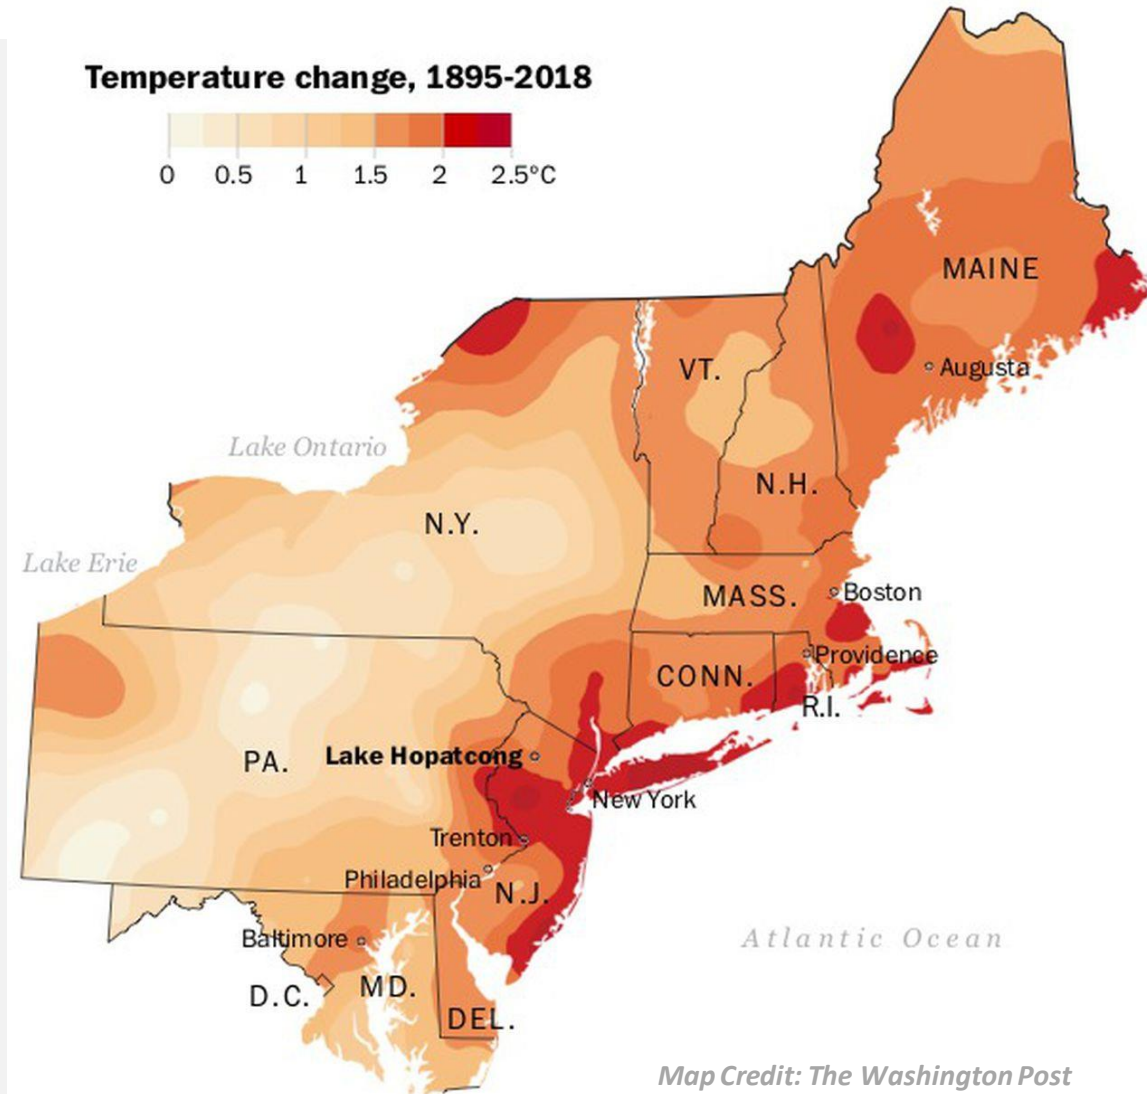 Temperature change, 1895-2018
0 0.5 1 1.5 2 2.5°C
MAINE
Augusta
VT.
Lake Ontario
N.H.
N.Y.
Lake Erie
MASS.
Boston
Providence
CONN.
R.I.
PA.
Lake Hopatcong
New York
Trenton
Philadelphia
N.J.
Baltimore
Atlantic Ocean
MD.
D.C.
DEL.
Map Credit: The Washington Post